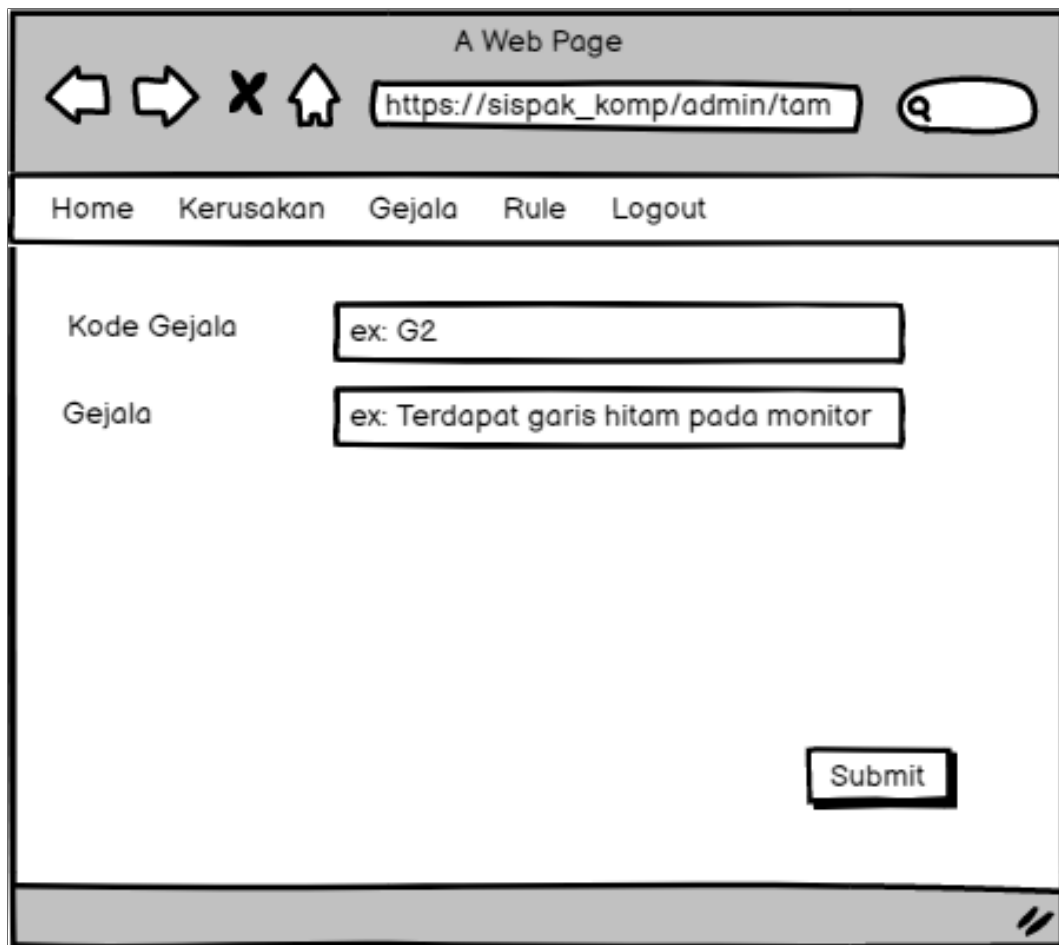 A Web Page
https://sispak_komp/admin/tam
Home Kerusakan Gejala Rule Logout
Kode Gejala ex: G2
Gejala ex: Terdapat garis hitam pada monitor
Submit